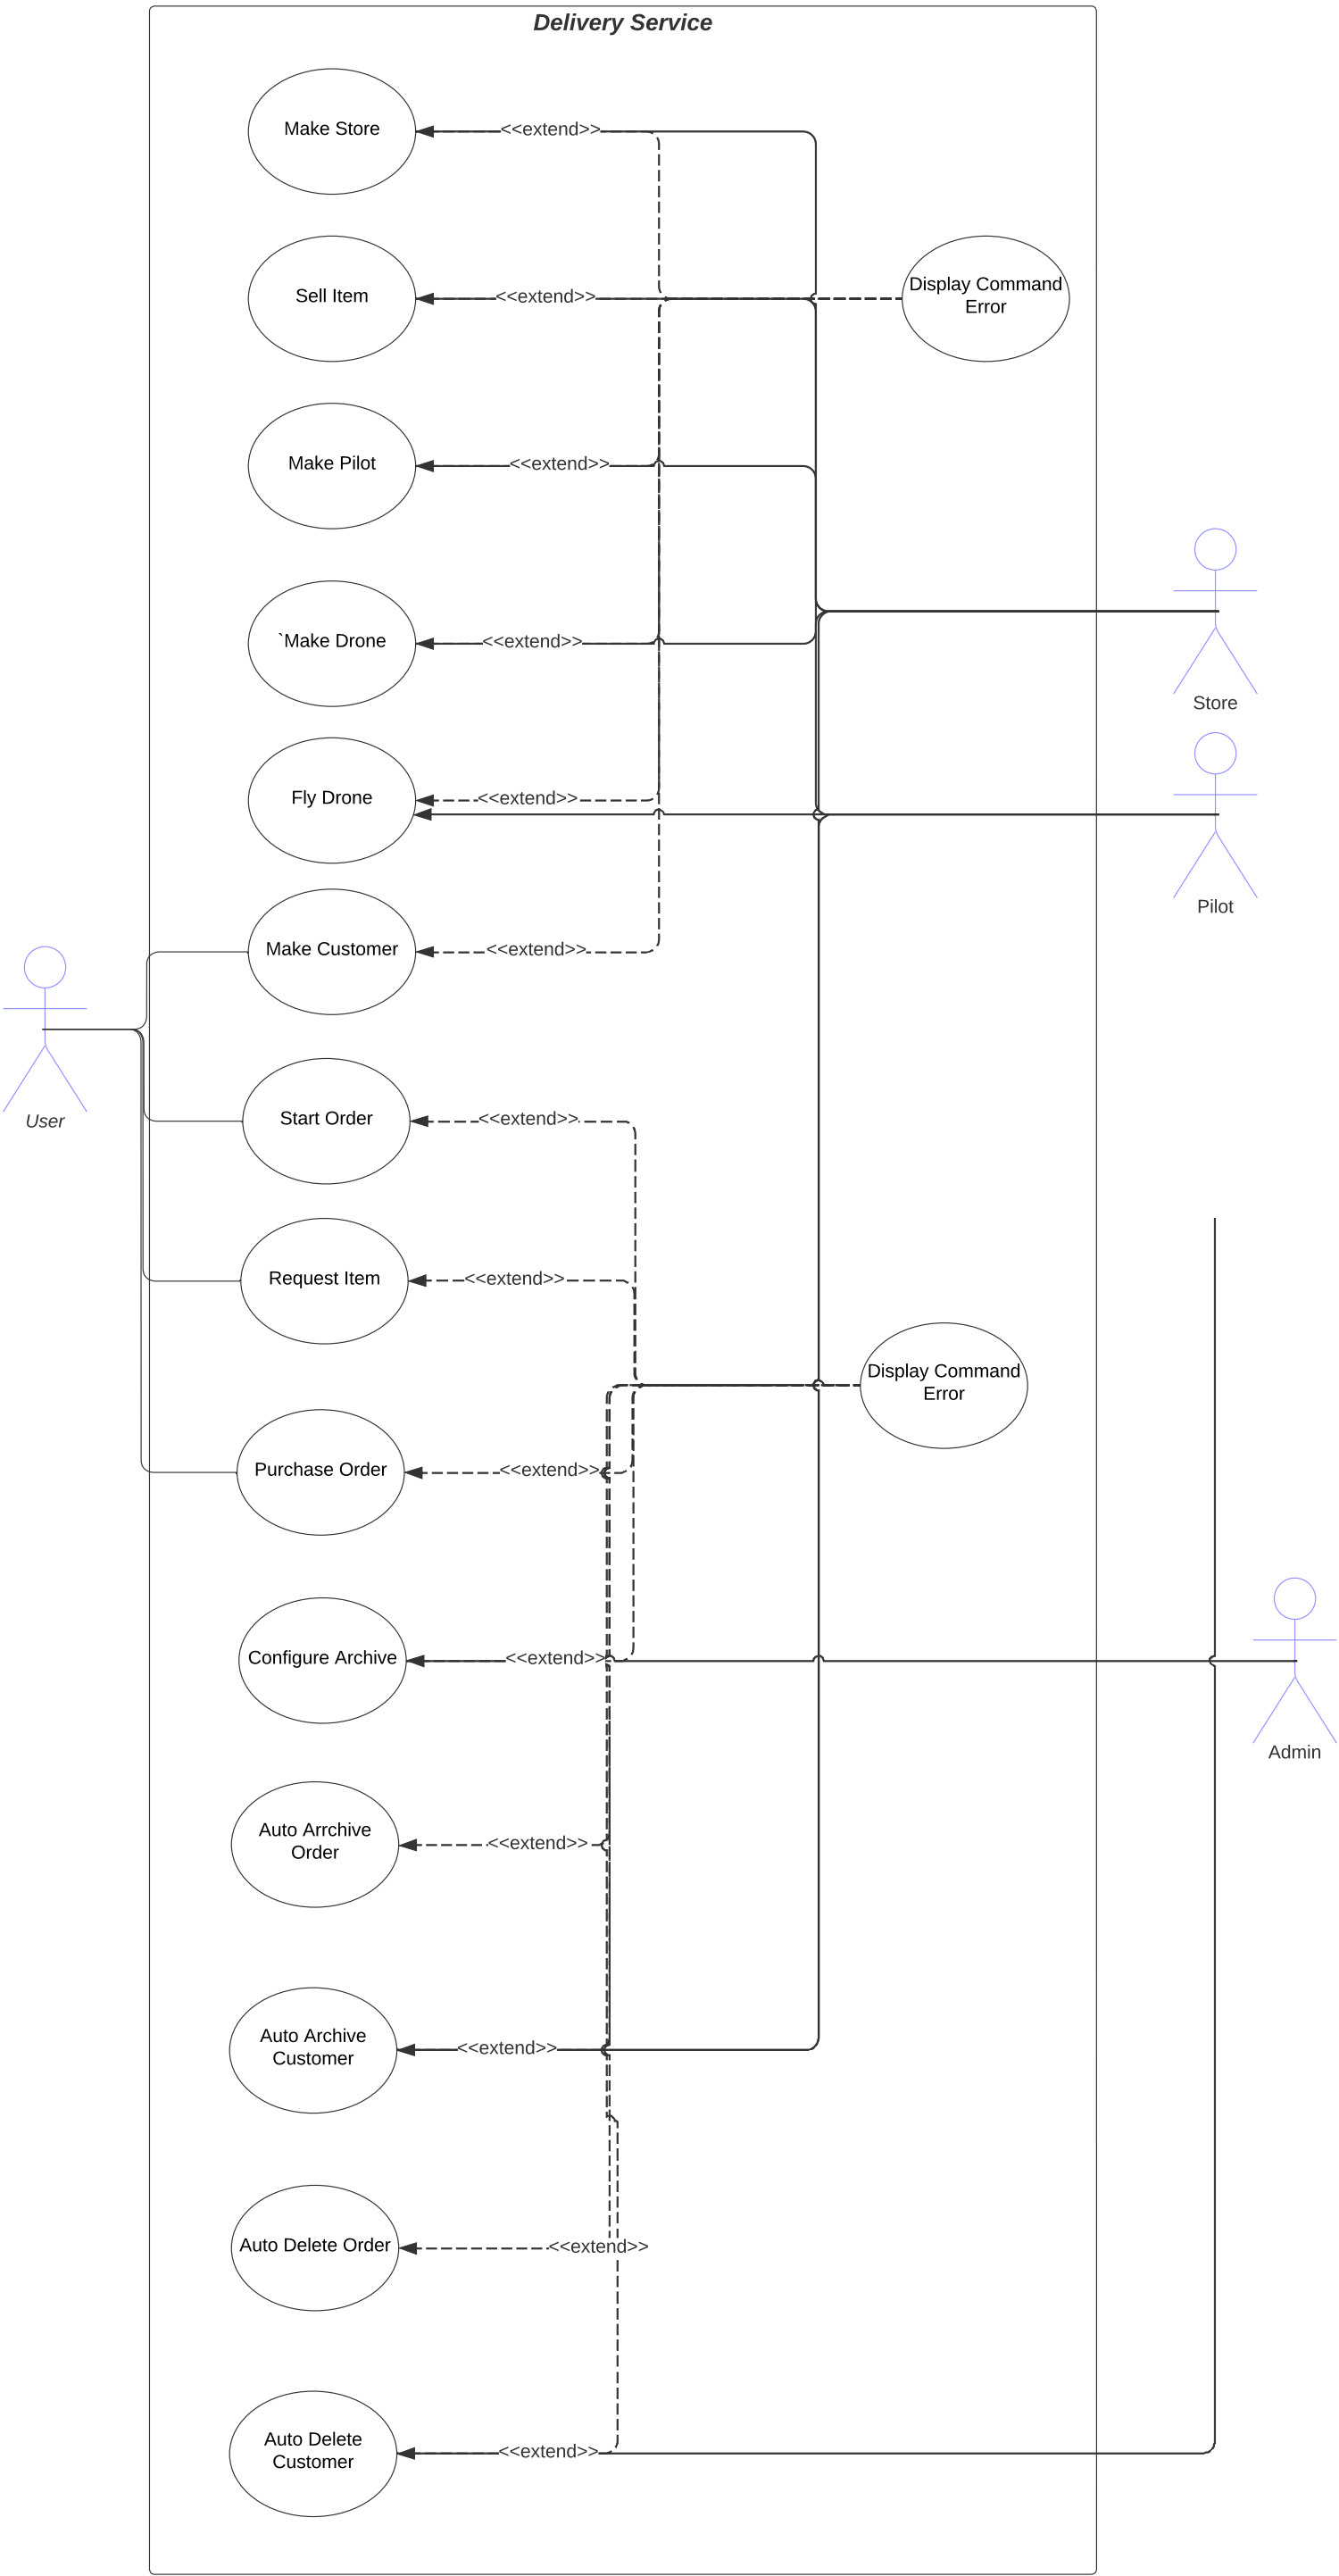 Delivery Service
Make Store
<<extend>>
Sell Item
<<extend>>
Display Command
Error
Make Pilot
<<extend>>
`Make Drone
<<extend>>
Store
Fly Drone
<<extend>>
Pilot
Make Customer
<<extend>>
User
Start Order
<<extend>>
Request Item
<<extend>>
Display Command
Error
Purchase Order
<<extend>>
Configure Archive
<<extend>>
Admin
Auto Arrchive
Order
<<extend>>
Auto Archive
Customer
<<extend>>
Auto Delete Order
<<extend>>
Auto Delete
Customer
<<extend>>